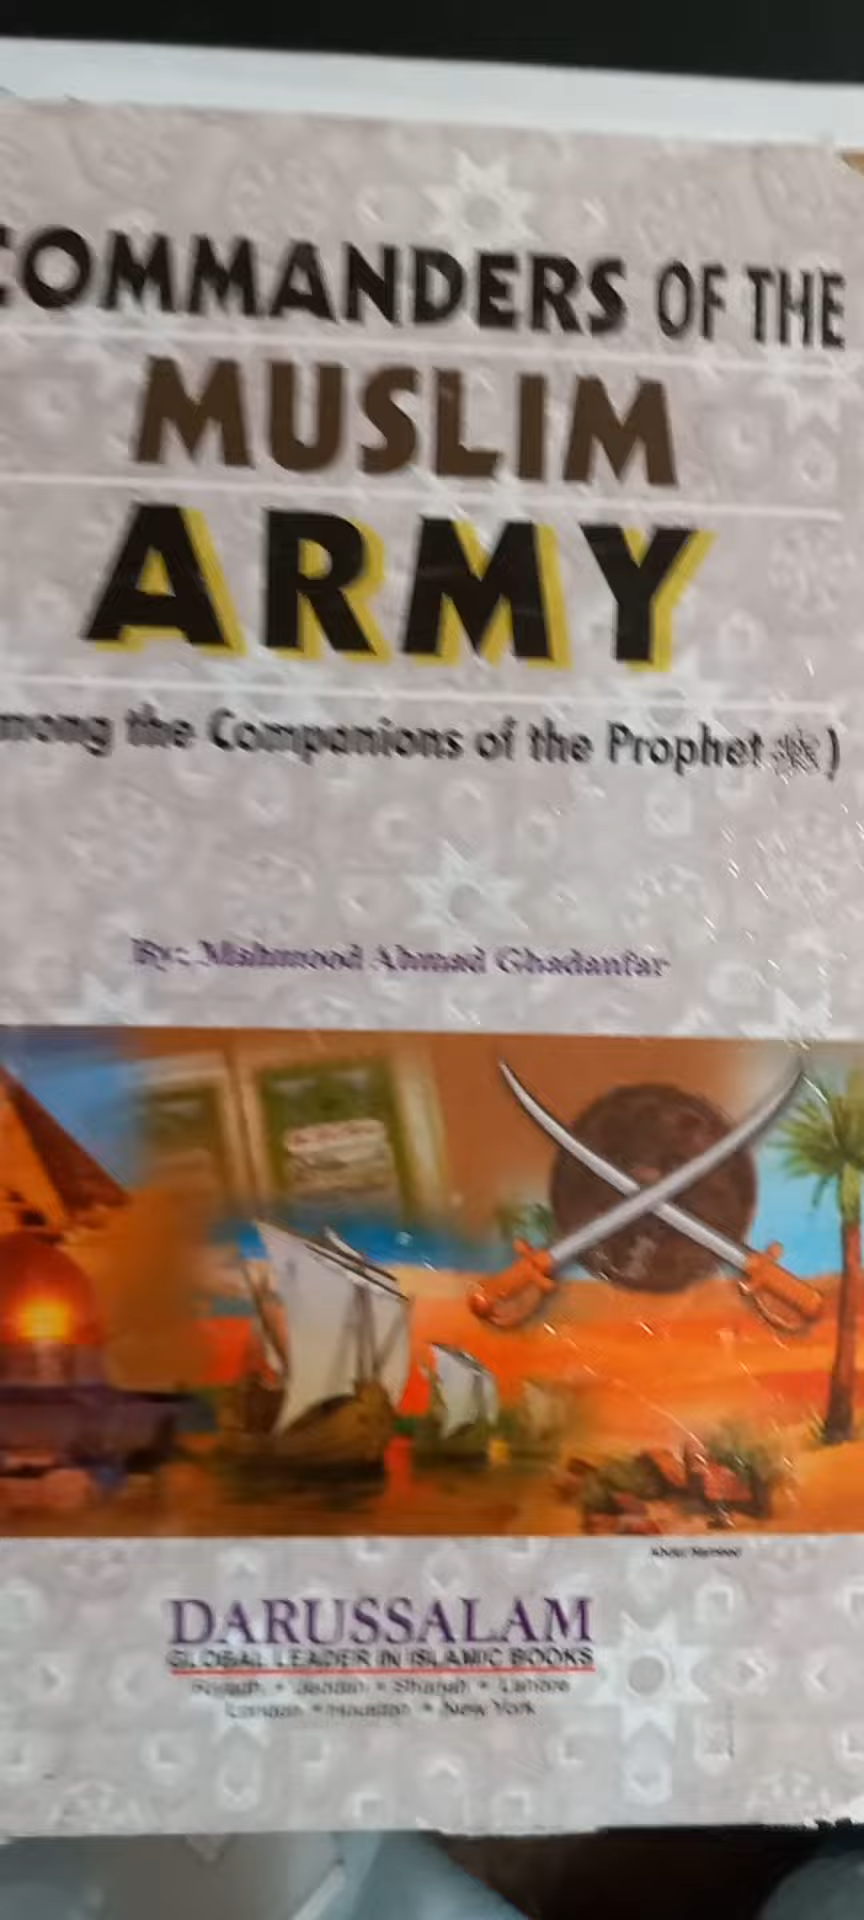 COMMANDERS OF THE
MUSLIM
ARMY
mong the Companions of the Prophet ﷺ)
By: Mahmood Ahmad Ghadanfar
DARUSSALAM
GLOBAL LEADER IN ISLAMIC BOOKS
Riyadh • Jeddah • Sharjah • Lahore
London • Houston • New York